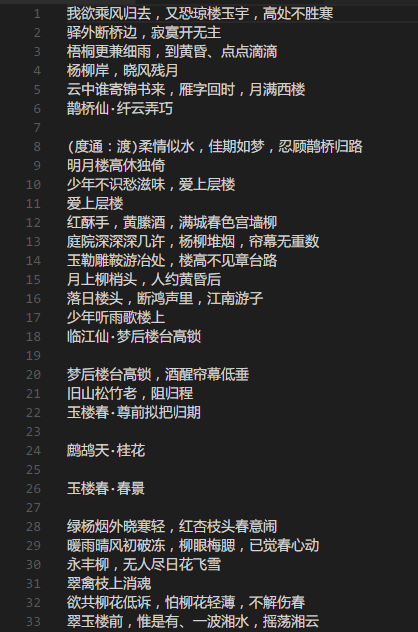 1 我欲乘风归去，又恐琼楼玉宇，高处不胜寒
2 驿外断桥边，寂寞开无主
3 梧桐更兼细雨，到黄昏、点点滴滴
4 杨柳岸，晓风残月
5 云中谁寄锦书来，雁字回时，月满西楼
6 鹊桥仙·纤云弄巧
7
8 (度通：渡)柔情似水，佳期如梦，忍顾鹊桥归路
9 明月楼高休独倚
10 少年不识愁滋味，爱上层楼
11 爱上层楼
12 红酥手，黄縢酒，满城春色宫墙柳
13 庭院深深深几许，杨柳堆烟，帘幕无重数
14 玉勒雕鞍游冶处，楼高不见章台路
15 月上柳梢头，人约黄昏后
16 落日楼头，断鸿声里，江南游子
17 少年听雨歌楼上
18 临江仙·梦后楼台高锁
19
20 梦后楼台高锁，酒醒帘幕低垂
21 旧山松竹老，阻归程
22 玉楼春·尊前拟把归期
23
24 鹧鸪天·桂花
25
26 玉楼春·春景
27
28 绿杨烟外晓寒轻，红杏枝头春意闹
29 暖雨晴风初破冻，柳眼梅腮，已觉春心动
30 永丰柳，无人尽日花飞雪
31 翠禽枝上消魂
32 欲共柳花低诉，怕柳花轻薄，不解伤春
33 翠玉楼前，惟是有、一波湘水，摇荡湘云